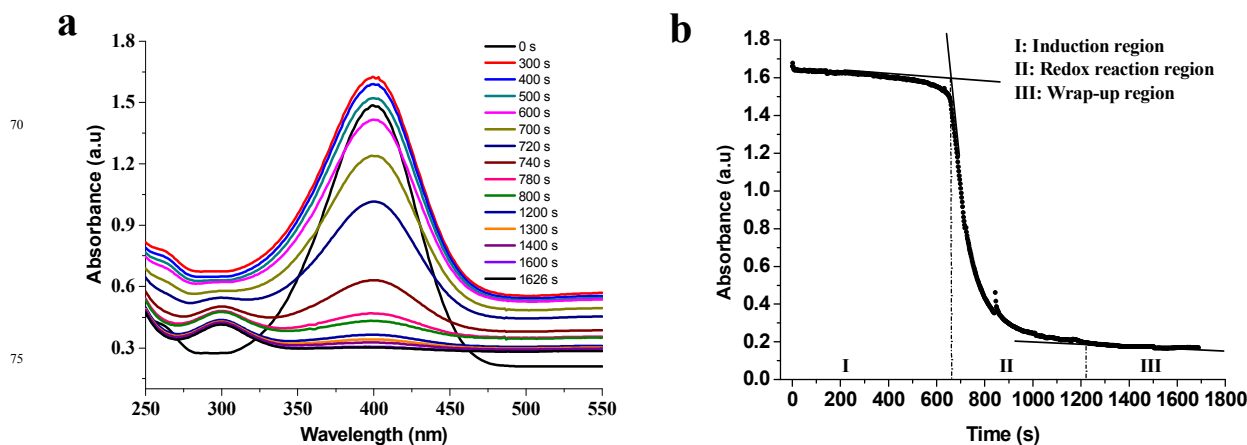 a
1.8
1.5
1.2
0.9
0.6
0.3
Absorbance (a.u)
250 300 350 400 450 500 550
Wavelength (nm)
0 s
300 s
400 s
500 s
600 s
700 s
720 s
740 s
780 s
800 s
1200 s
1300 s
1400 s
1600 s
1626 s
70
75
b
1.8
1.6
1.4
1.2
1.0
0.8
0.6
0.4
0.2
0.0
Absorbance (a.u)
I: Induction region
II: Redox reaction region
III: Wrap-up region
I II III
0 200 400 600 800 1000 1200 1400 1600 1800
Time (s)